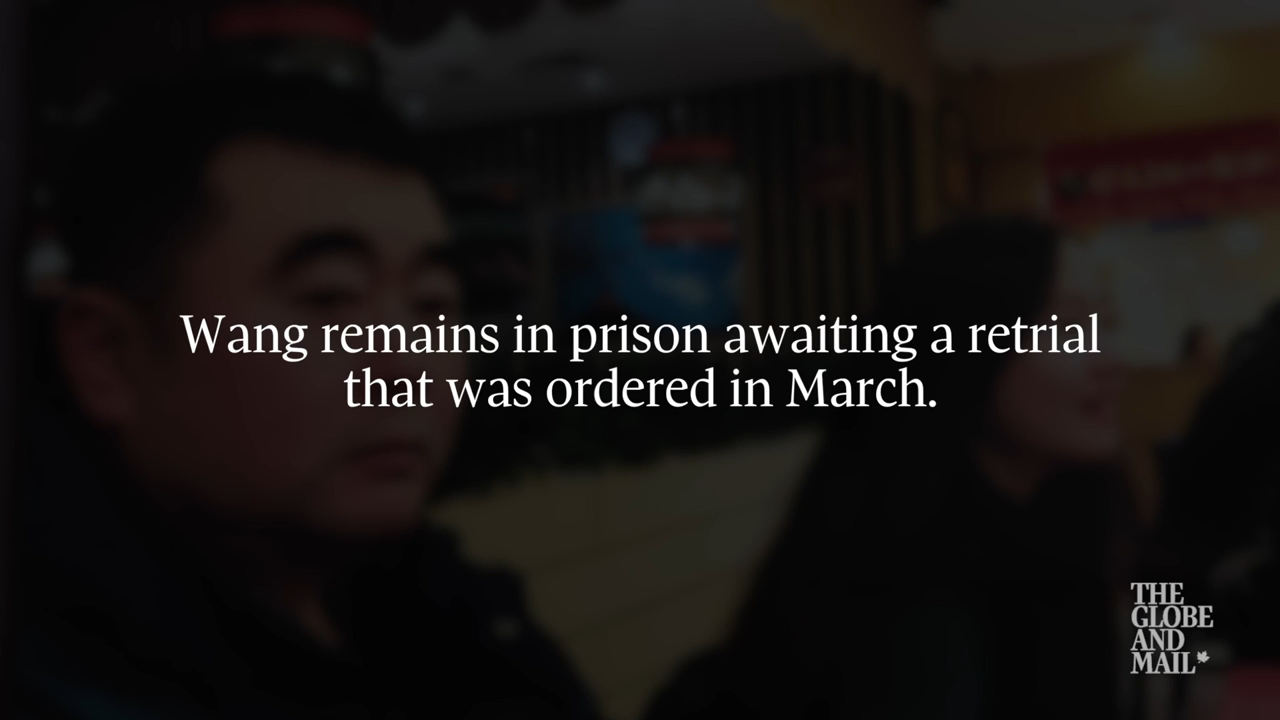 Wang remains in prison awaiting a retrial
that was ordered in March.
THE
GLOBE
AND
MAIL